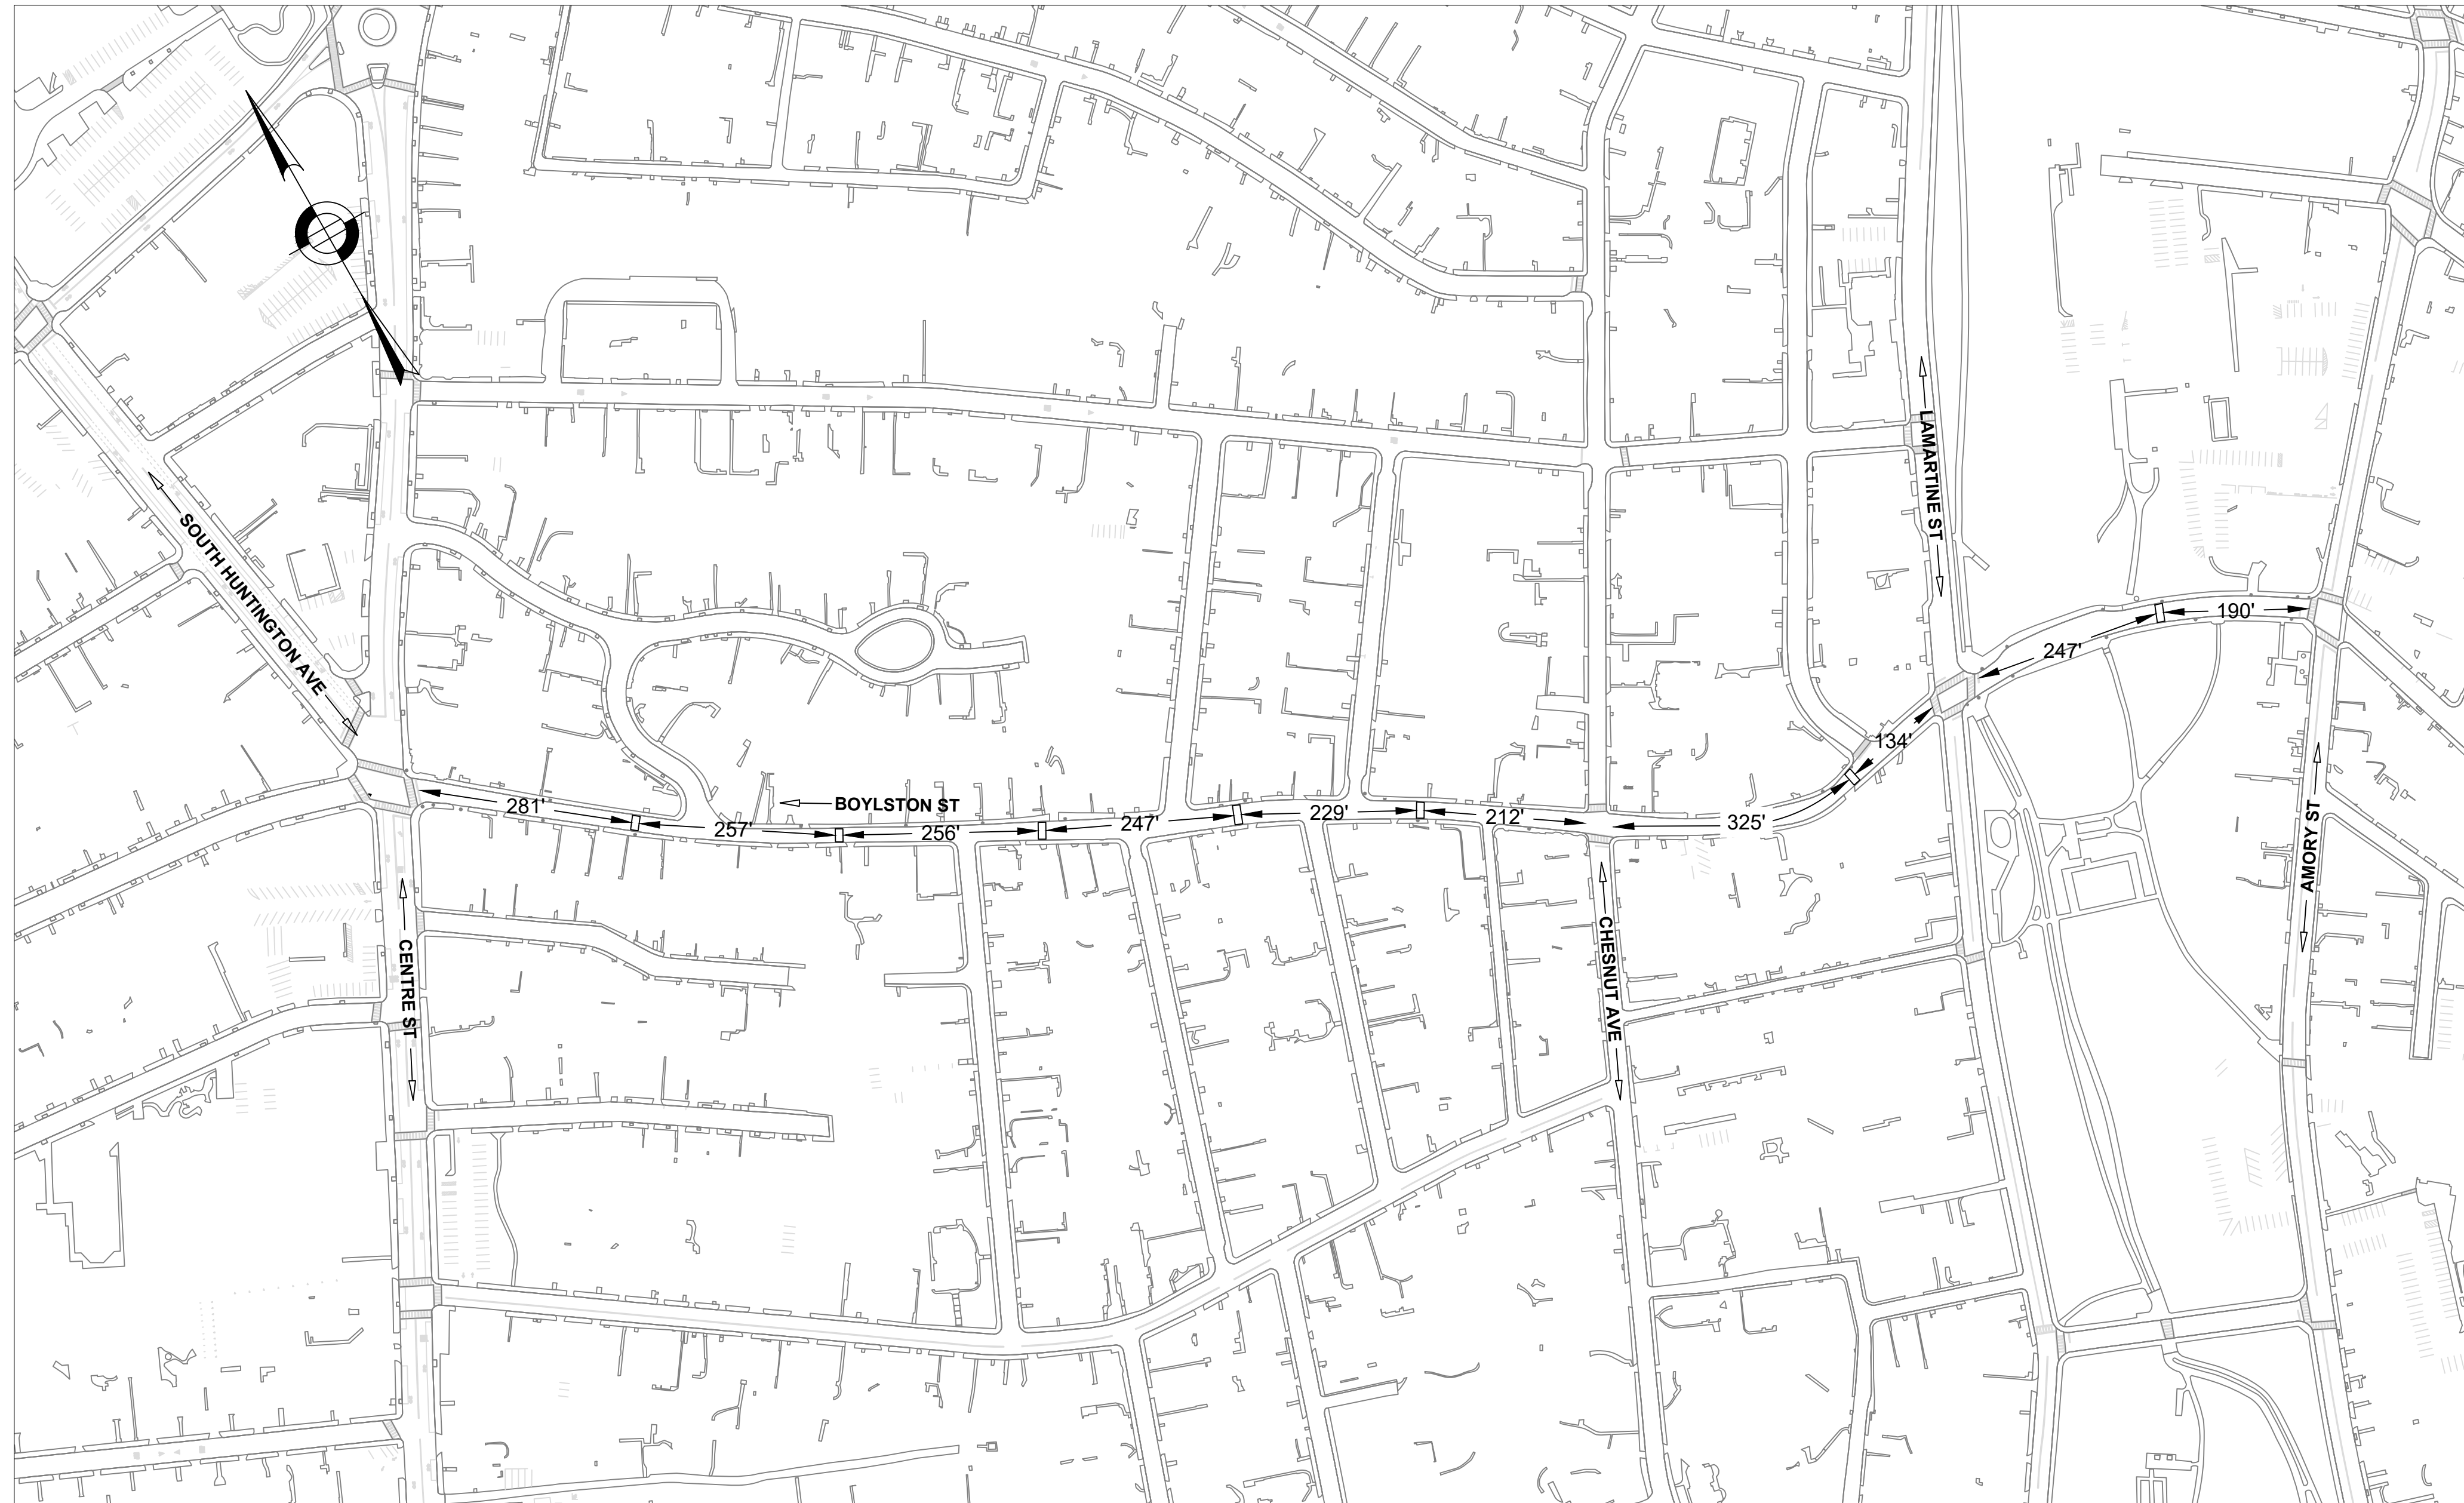 LAMARTINE ST
SOUTH HUNTINGTON AVE
190'
247'
134'
281'
257'
BOYLSTON ST
256'
247'
229'
212'
325'
AMORY ST
CENTRE ST
CHESNUT AVE